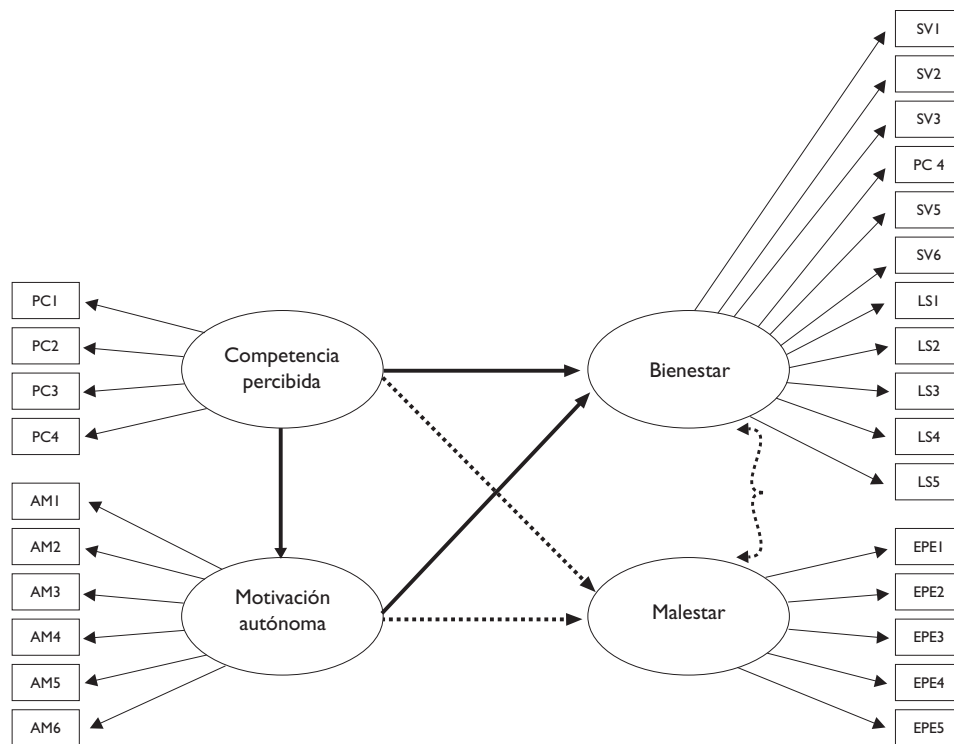 SV1
SV2
SV3
PC 4
SV5
SV6
LS1
LS2
LS3
LS4
LS5
PC1
PC2
PC3
PC4
Competencia
percibida
Bienestar
AM1
AM2
AM3
AM4
AM5
AM6
Motivación
autónoma
Malestar
EPE1
EPE2
EPE3
EPE4
EPE5